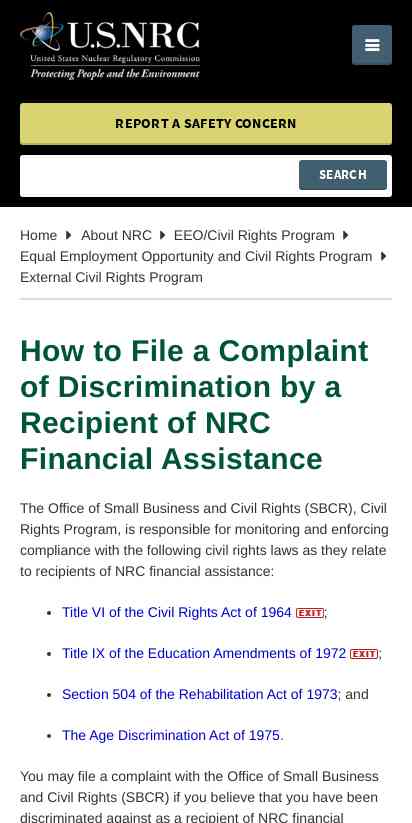 U.S.NRC
United States Nuclear Regulatory Commission
Protecting People and the Environment
REPORT A SAFETY CONCERN
SEARCH
Home About NRC EEO/Civil Rights Program
Equal Employment Opportunity and Civil Rights Program
External Civil Rights Program
How to File a Complaint
of Discrimination by a
Recipient of NRC
Financial Assistance
The Office of Small Business and Civil Rights (SBCR), Civil
Rights Program, is responsible for monitoring and enforcing
compliance with the following civil rights laws as they relate
to recipients of NRC financial assistance:
• Title VI of the Civil Rights Act of 1964 EXIT;
• Title IX of the Education Amendments of 1972 EXIT;
• Section 504 of the Rehabilitation Act of 1973; and
• The Age Discrimination Act of 1975.
You may file a complaint with the Office of Small Business
and Civil Rights (SBCR) if you believe that you have been
discriminated against as a recipient of NRC financial